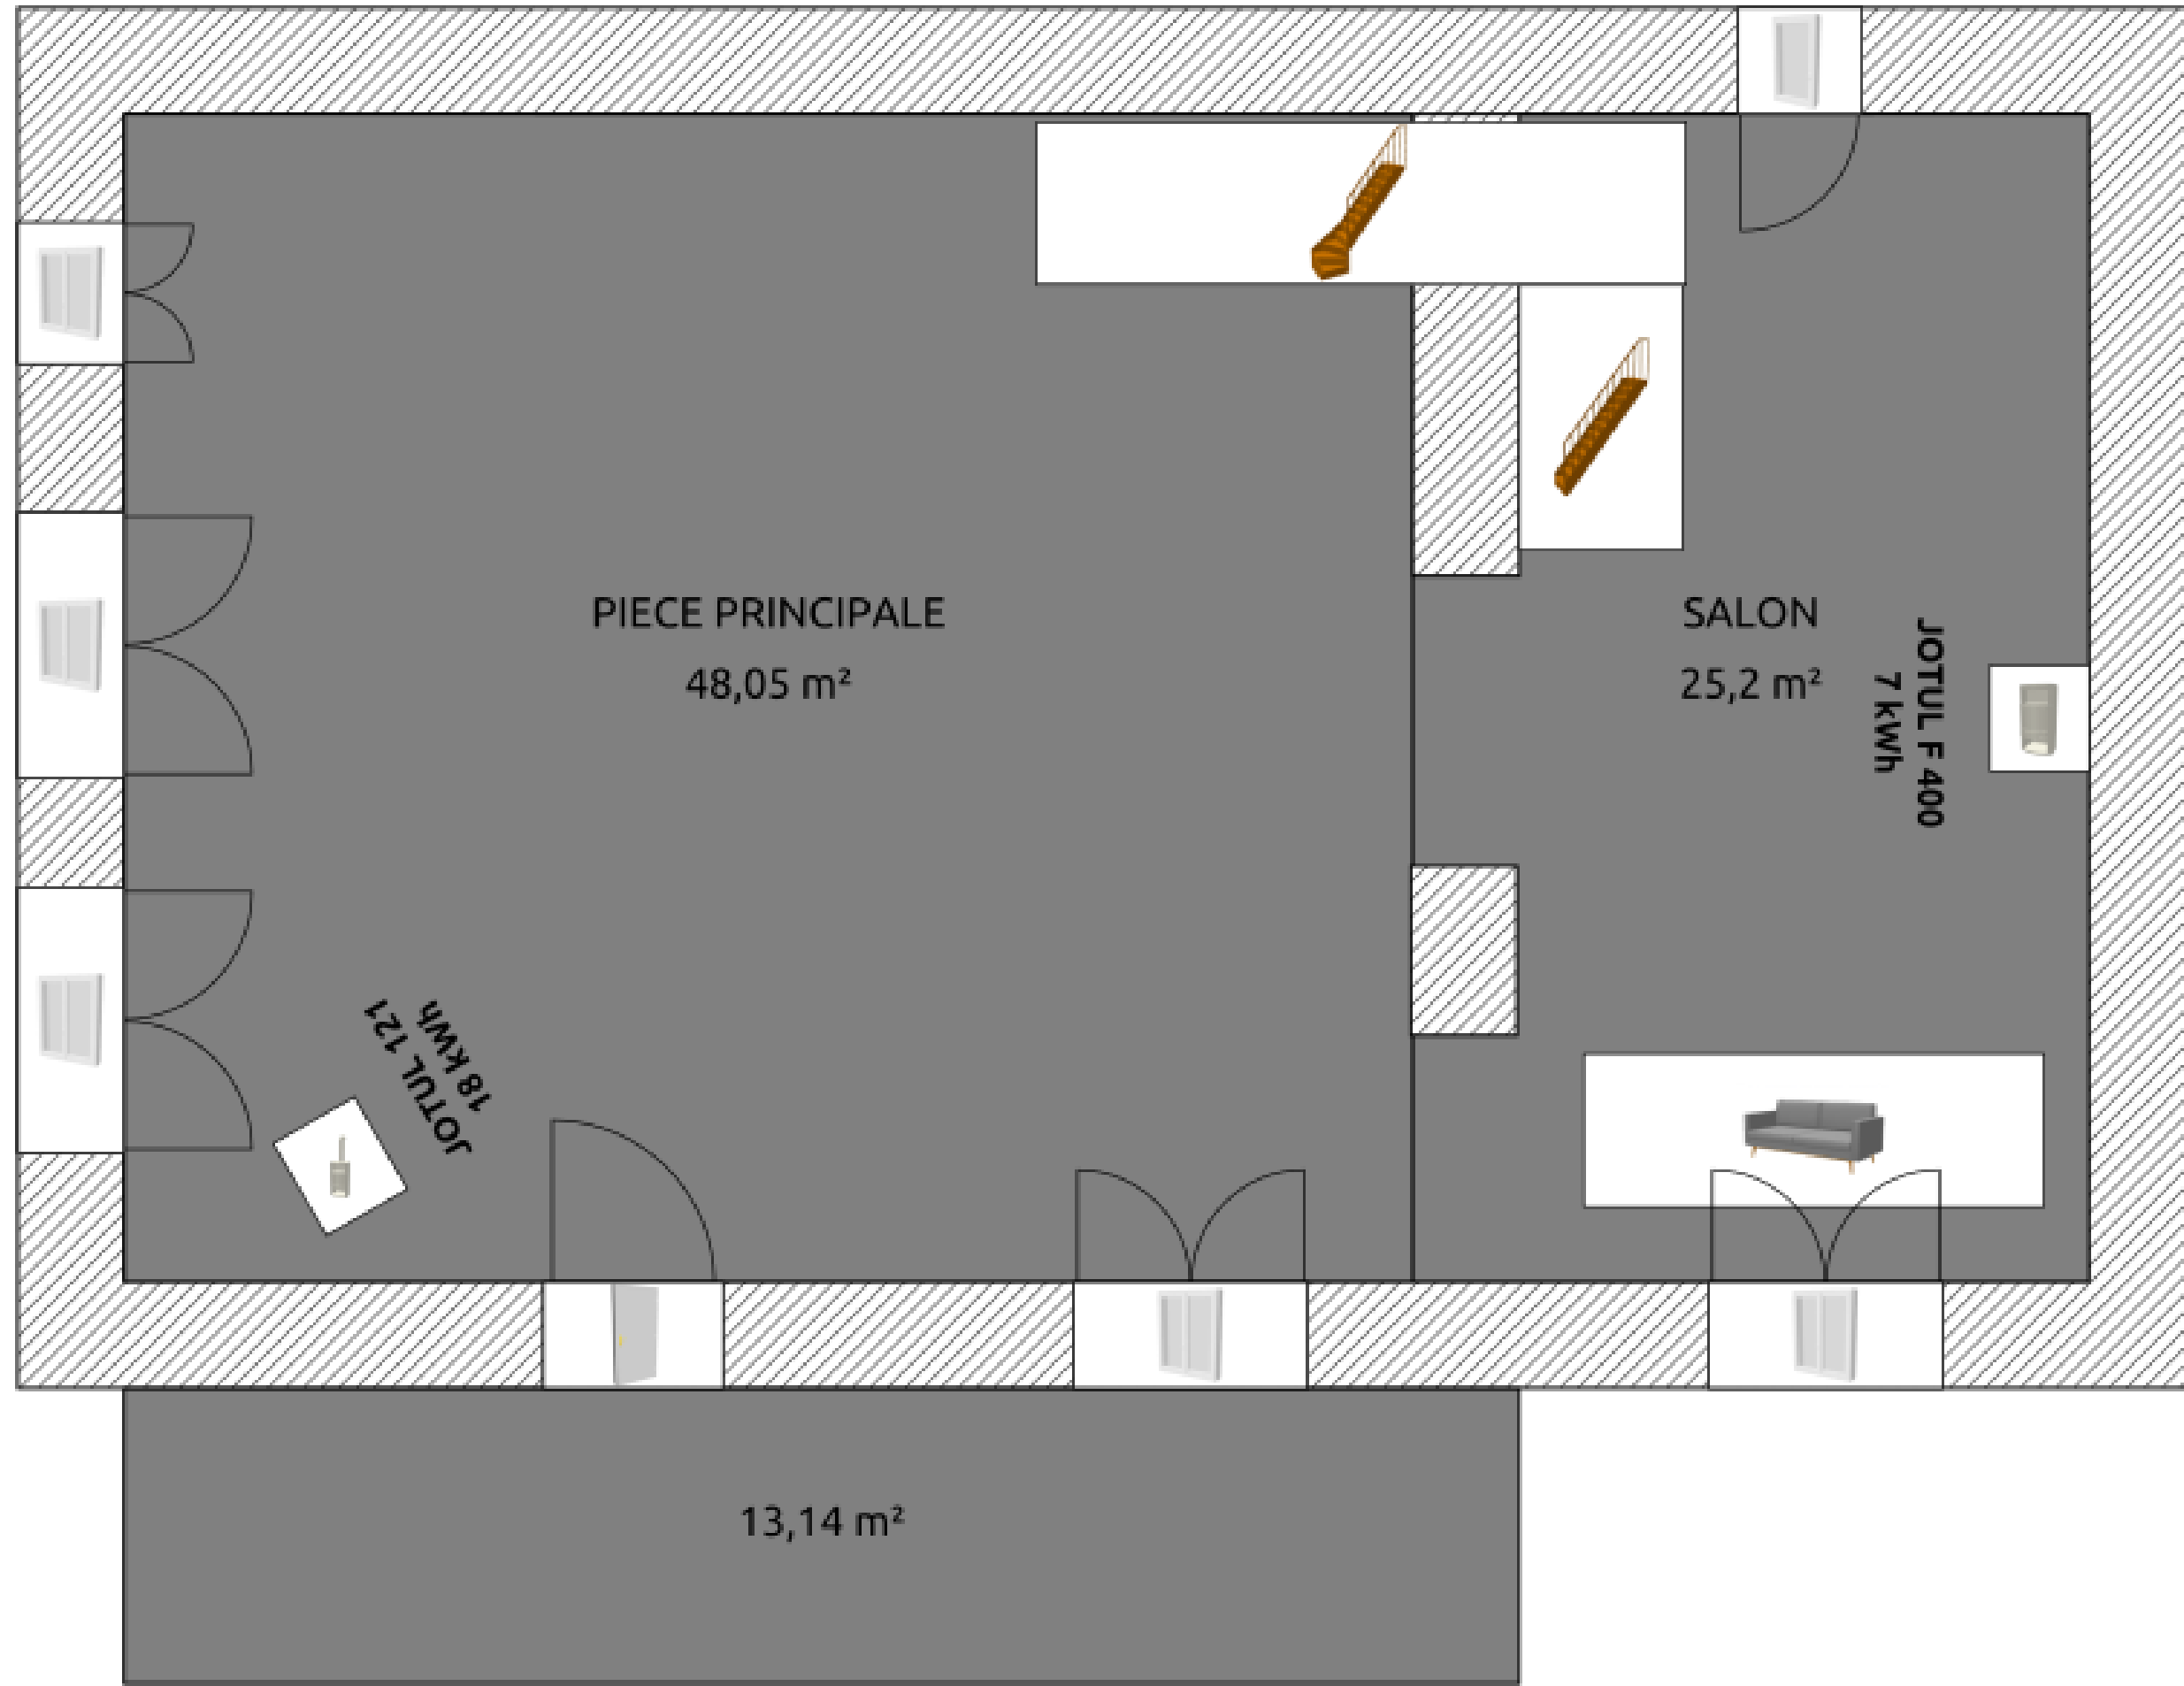 PIECE PRINCIPALE
48,05 m²
SALON
25,2 m²
JOTUL F 400
7 kWh
JOTUL 121
18 kWh
13,14 m²